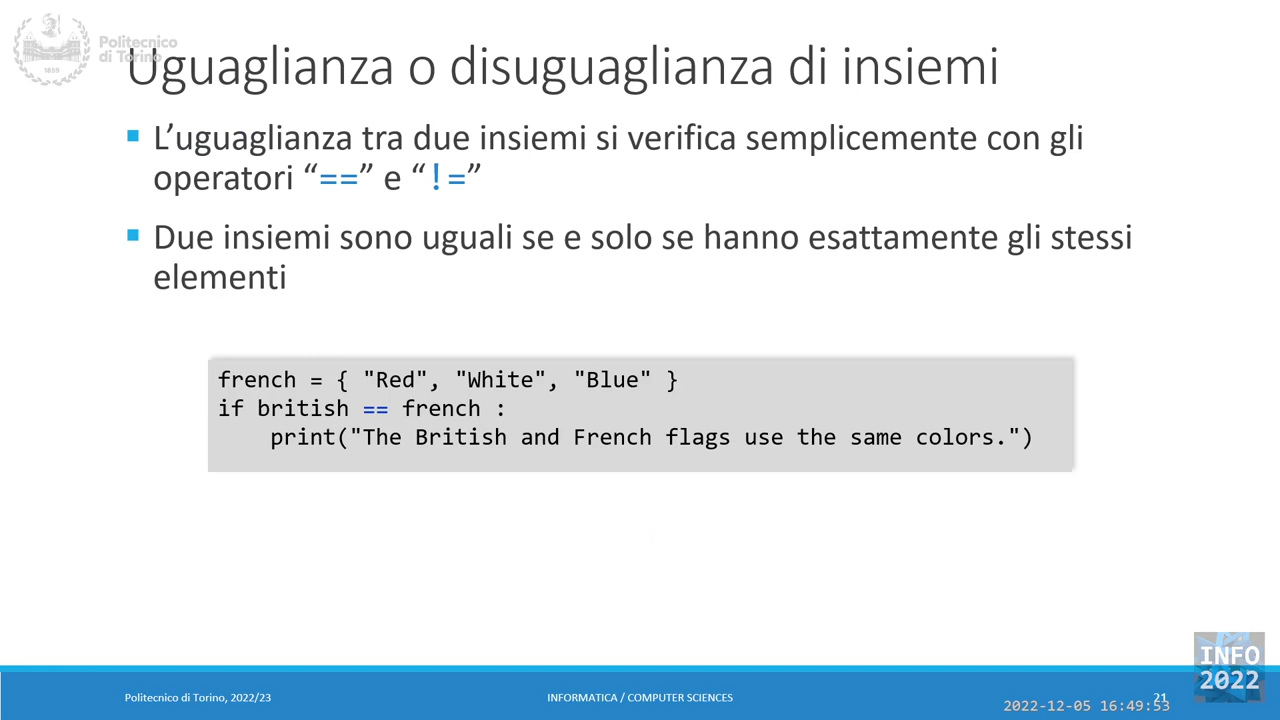 Politecnico
di Torino
1859
Uguaglianza o disuguaglianza di insiemi
L’uguaglianza tra due insiemi si verifica semplicemente con gli
operatori “==” e “!=”
Due insiemi sono uguali se e solo se hanno esattamente gli stessi
elementi
french = { "Red", "White", "Blue" }
if british == french :
    print("The British and French flags use the same colors.")
INFO
2022
Politecnico di Torino, 2022/23
INFORMATICA / COMPUTER SCIENCES
21
2022-12-05 16:49:53